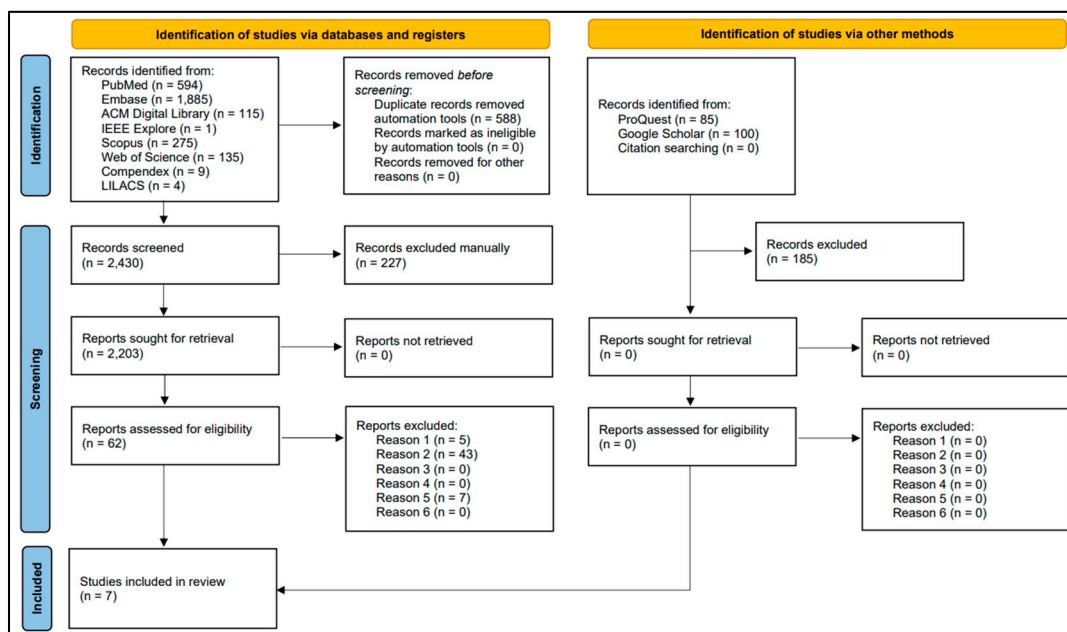 Identification of studies via databases and registers
Identification of studies via other methods
Identification
Records identified from:
PubMed (n = 594)
Embase (n = 1,885)
ACM Digital Library (n = 115)
IEEE Explore (n = 1)
Scopus (n = 275)
Web of Science (n = 135)
Compendex (n = 9)
LILACS (n = 4)
Records removed before
screening:
Duplicate records removed
automation tools (n = 588)
Records marked as ineligible
by automation tools (n = 0)
Records removed for other
reasons (n = 0)
Records identified from:
ProQuest (n = 85)
Google Scholar (n = 100)
Citation searching (n = 0)
Screening
Records screened
(n = 2,430)
Records excluded manually
(n = 227)
Records excluded
(n = 185)
Reports sought for retrieval
(n = 2,203)
Reports not retrieved
(n = 0)
Reports sought for retrieval
(n = 0)
Reports not retrieved
(n = 0)
Reports assessed for eligibility
(n = 62)
Reports excluded:
Reason 1 (n = 5)
Reason 2 (n = 43)
Reason 3 (n = 0)
Reason 4 (n = 0)
Reason 5 (n = 7)
Reason 6 (n = 0)
Reports assessed for eligibility
(n = 0)
Reports excluded:
Reason 1 (n = 0)
Reason 2 (n = 0)
Reason 3 (n = 0)
Reason 4 (n = 0)
Reason 5 (n = 0)
Reason 6 (n = 0)
Included
Studies included in review
(n = 7)